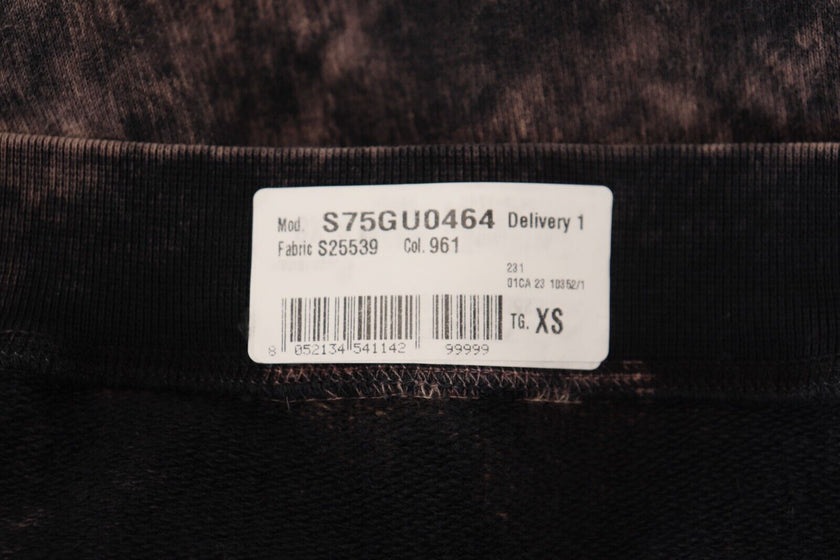 Mod. S75GU0464 Delivery 1
Fabric S25539 Col. 961
231
01CA 23 10352/1
TG. XS
8 052134 541142 99999